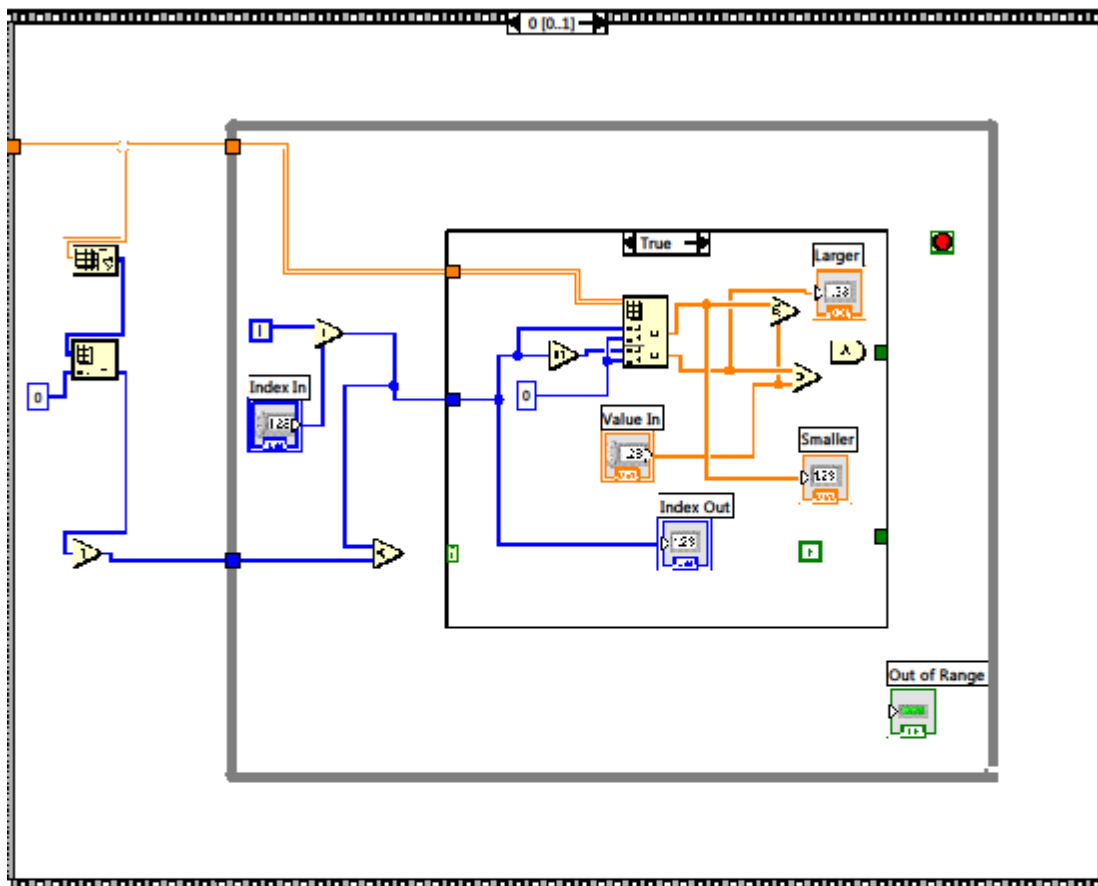 0 [0..1]
True
Larger
Index In
0
0
Value In
Smaller
Index Out
Out of Range